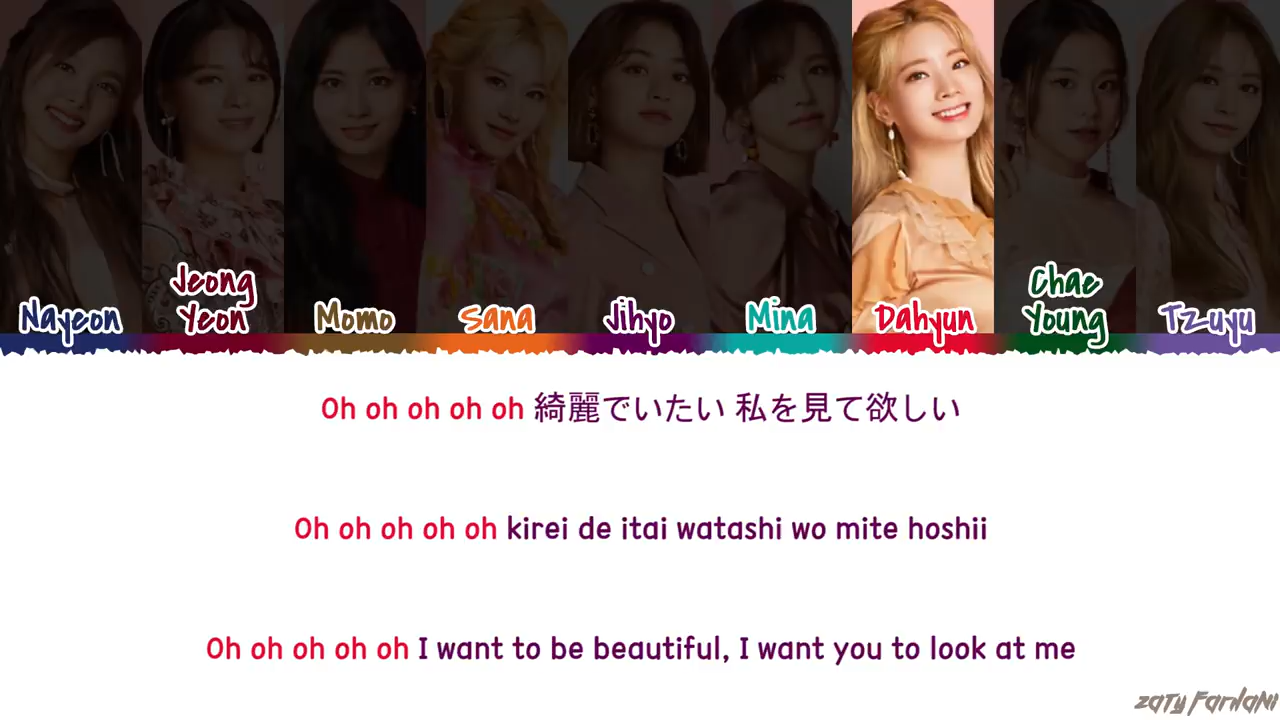 Nayeon
Jeong
Yeon
Momo
Sana
Jihyo
Mina
Dahyun
Chae
Young
Tzuyu
Oh oh oh oh oh 綺麗でいたい 私を見て欲しい
Oh oh oh oh oh kirei de itai watashi wo mite hoshii
Oh oh oh oh oh I want to be beautiful, I want you to look at me
zaty Farhani